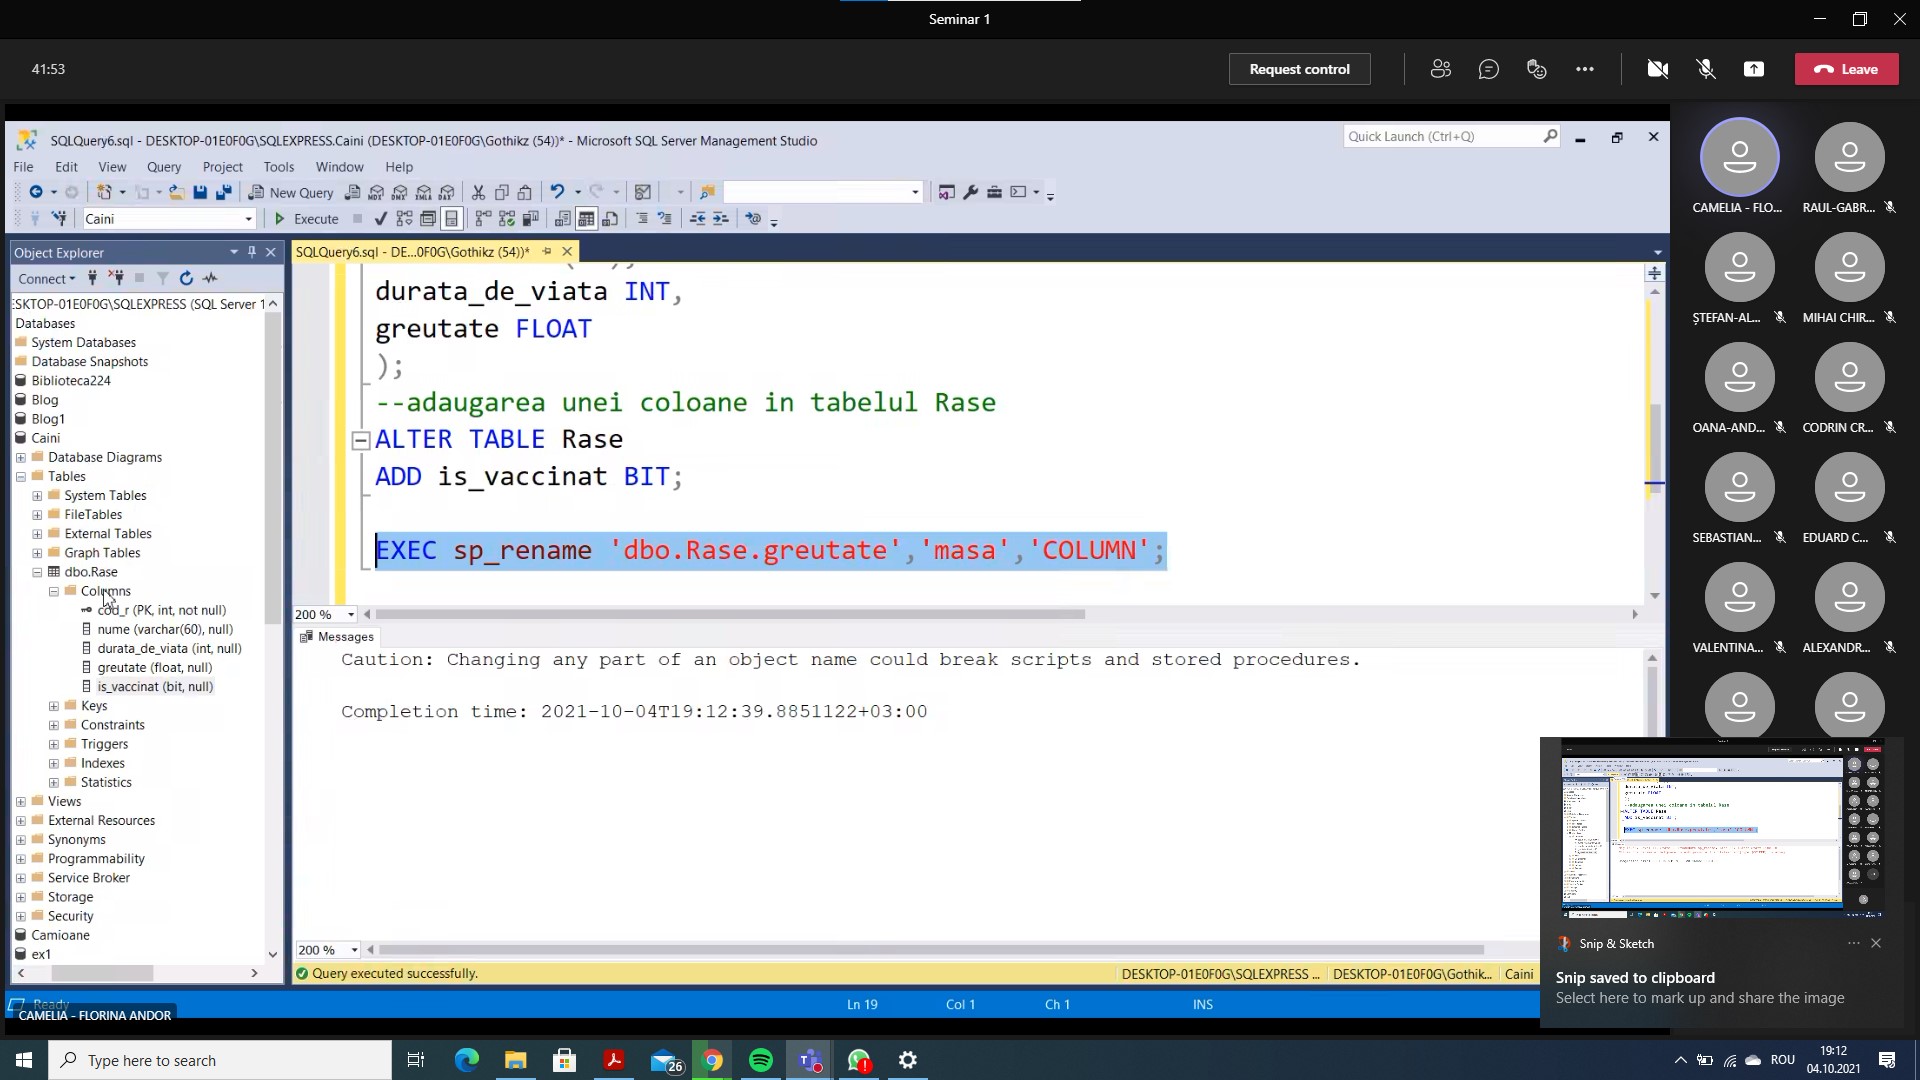 Seminar 1
41:53
Request control
Leave
SQLQuery6.sql - DESKTOP-01E0F0G\SQLEXPRESS.Caini (DESKTOP-01E0F0G\Gothikz (54))* - Microsoft SQL Server Management Studio
Quick Launch (Ctrl+Q)
File Edit View Query Project Tools Window Help
New Query
MDX DMX XMLA DAX
Caini
Execute
Object Explorer
SQLQuery6.sql - DE...0F0G\Gothikz (54))*
Connect
ESKTOP-01E0F0G\SQLEXPRESS (SQL Server 1
Databases
System Databases
Database Snapshots
Biblioteca224
Blog
Blog1
Caini
Database Diagrams
Tables
System Tables
FileTables
External Tables
Graph Tables
dbo.Rase
Columns
cod_r (PK, int, not null)
nume (varchar(60), null)
durata_de_viata (int, null)
greutate (float, null)
is_vaccinat (bit, null)
Keys
Constraints
Triggers
Indexes
Statistics
Views
External Resources
Synonyms
Programmability
Service Broker
Storage
Security
Camioane
ex1
durata_de_viata INT,
greutate FLOAT
);
--adaugarea unei coloane in tabelul Rase
ALTER TABLE Rase
ADD is_vaccinat BIT;
EXEC sp_rename 'dbo.Rase.greutate','masa','COLUMN';
200 %
Messages
Caution: Changing any part of an object name could break scripts and stored procedures.
Completion time: 2021-10-04T19:12:39.8851122+03:00
200 %
Query executed successfully.
DESKTOP-01E0F0G\SQLEXPRESS ...
DESKTOP-01E0F0G\Gothik...
Caini
Ready
Ln 19
Col 1
Ch 1
INS
CAMELIA - FLORINA ANDOR
CAMELIA - FLO...
RAUL-GABR...
ȘTEFAN-AL...
MIHAI CHIR...
OANA-AND...
CODRIN CR...
SEBASTIAN...
EDUARD C...
VALENTINA...
ALEXANDR...
Snip & Sketch
Snip saved to clipboard
Select here to mark up and share the image
Type here to search
26
ROU
19:12
04.10.2021